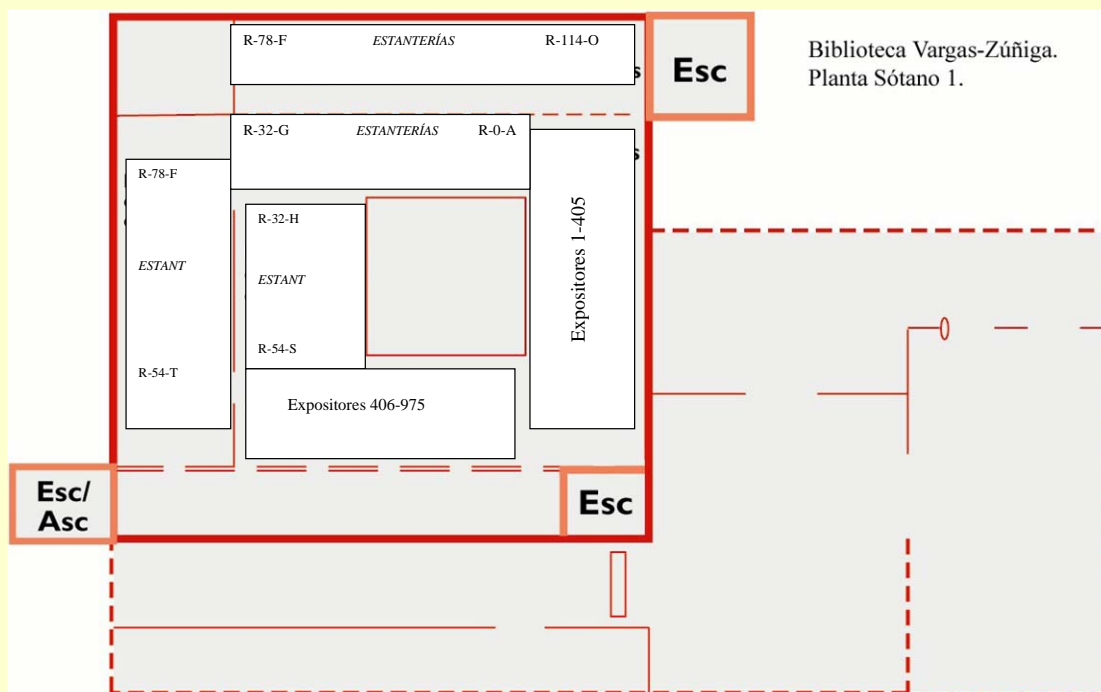 R-78-F ESTANTERÍAS R-114-O
Esc
Biblioteca Vargas-Zúñiga.
Planta Sótano 1.
R-32-G ESTANTERÍAS R-0-A
R-78-F
ESTANT
R-54-T
R-32-H
ESTANT
R-54-S
Expositores 1-405
Expositores 406-975
Esc/
Asc
Esc